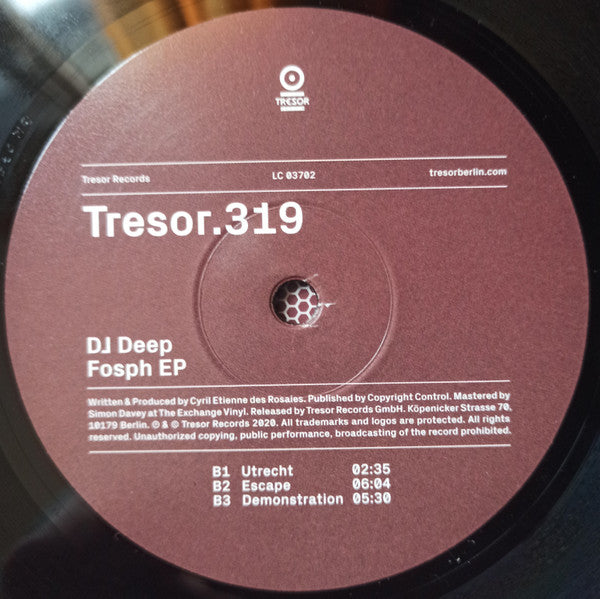 TRESOR
Tresor Records LC 03702 tresorberlin.com
Tresor.319
DJ Deep
Fosph EP
Written & Produced by Cyril Etienne des Rosaies. Published by Copyright Control. Mastered by
Simon Davey at The Exchange Vinyl. Released by Tresor Records GmbH. Köpenicker Strasse 70,
10179 Berlin. ℗ & © Tresor Records 2020. All trademarks and logos are protected. All rights
reserved. Unauthorized copying, public performance, broadcasting of the record prohibited.
B1 Utrecht 02:35
B2 Escape 06:04
B3 Demonstration 05:30